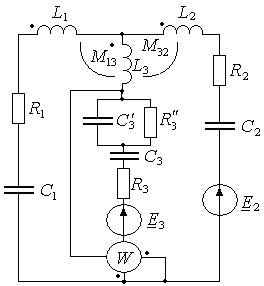 L₁ L₂
M₁₃ M₃₂
L₃
R₂
R₁ C₃′ R₃″
C₂
C₃
C₁ R₃
E₃ E₂
W